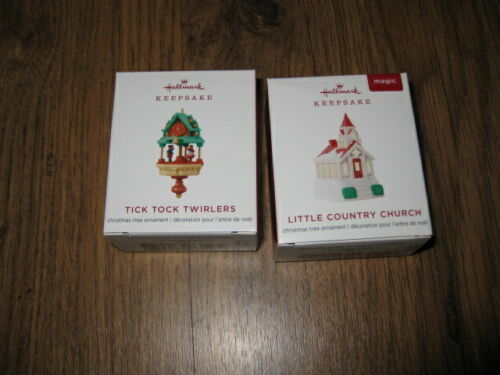 Hallmark
KEEPSAKE
TICK TOCK TWIRLERS
christmas tree ornament | décoration pour l'arbre de noël
magic
Hallmark
KEEPSAKE
LITTLE COUNTRY CHURCH
christmas tree ornament | décoration pour l'arbre de noël